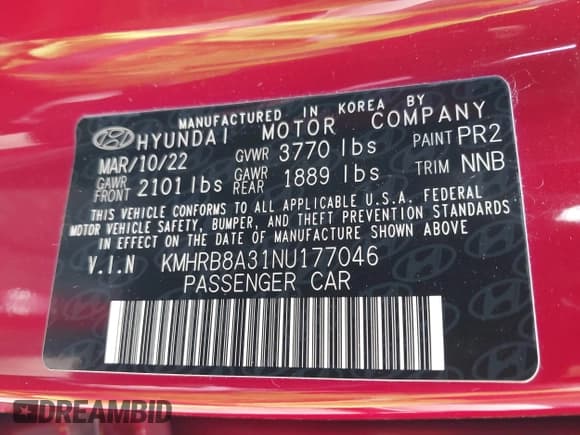 MANUFACTURED IN KOREA BY
HYUNDAI MOTOR COMPANY
MAR/10/22 GVWR 3770 lbs PAINT PR2
GAWR FRONT 2101 lbs GAWR REAR 1889 lbs TRIM NNB
THIS VEHICLE CONFORMS TO ALL APPLICABLE U.S.A. FEDERAL
MOTOR VEHICLE SAFETY, BUMPER, AND THEFT PREVENTION STANDARDS
IN EFFECT ON THE DATE OF MANUFACTURE SHOWN ABOVE
V.I.N KMHRB8A31NU177046
PASSENGER CAR
DREAMBID